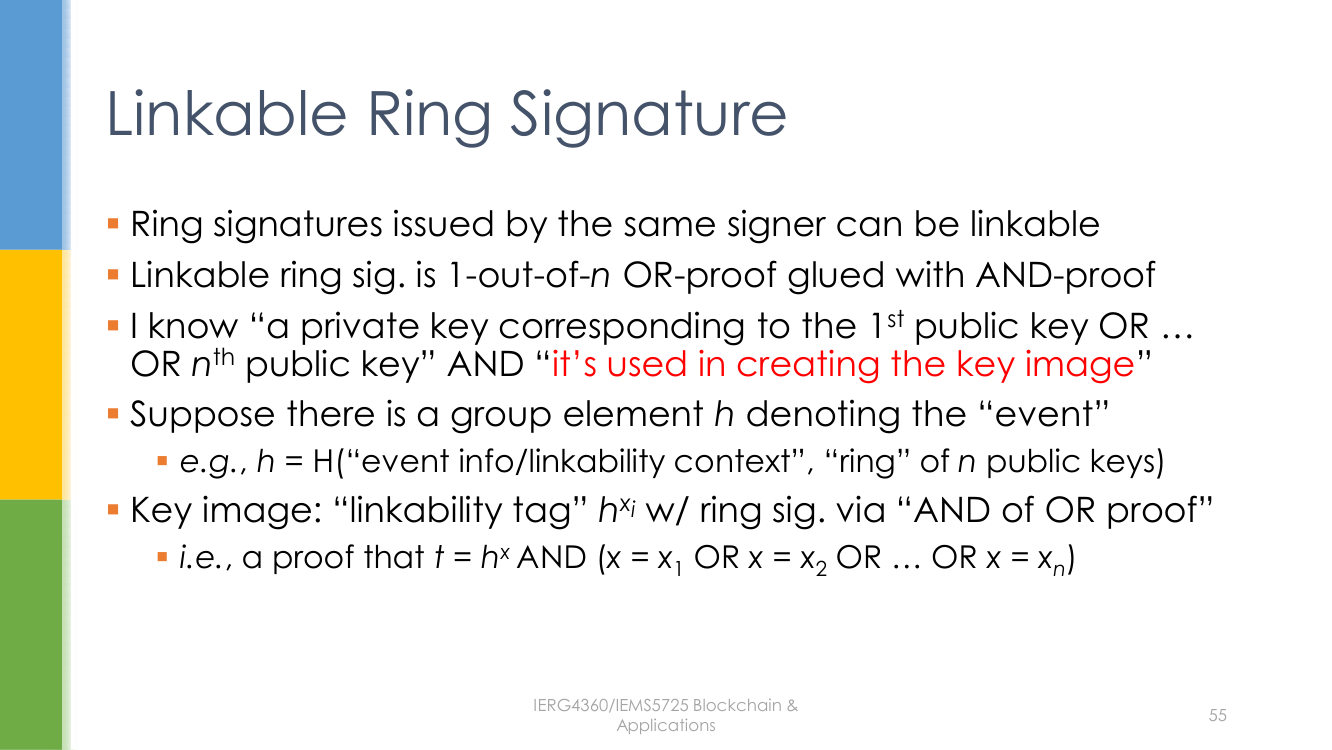 Linkable Ring Signature
▪ Ring signatures issued by the same signer can be linkable
▪ Linkable ring sig. is 1-out-of-n OR-proof glued with AND-proof
▪ I know “a private key corresponding to the 1st public key OR …
OR nth public key” AND “it’s used in creating the key image”
▪ Suppose there is a group element h denoting the “event”
▪ e.g., h = H(“event info/linkability context”, “ring” of n public keys)
▪ Key image: “linkability tag” h^{x_i} w/ ring sig. via “AND of OR proof”
▪ i.e., a proof that t = h^x AND (x = x₁ OR x = x₂ OR … OR x = xₙ)
IERG4360/IEMS5725 Blockchain &
Applications
55